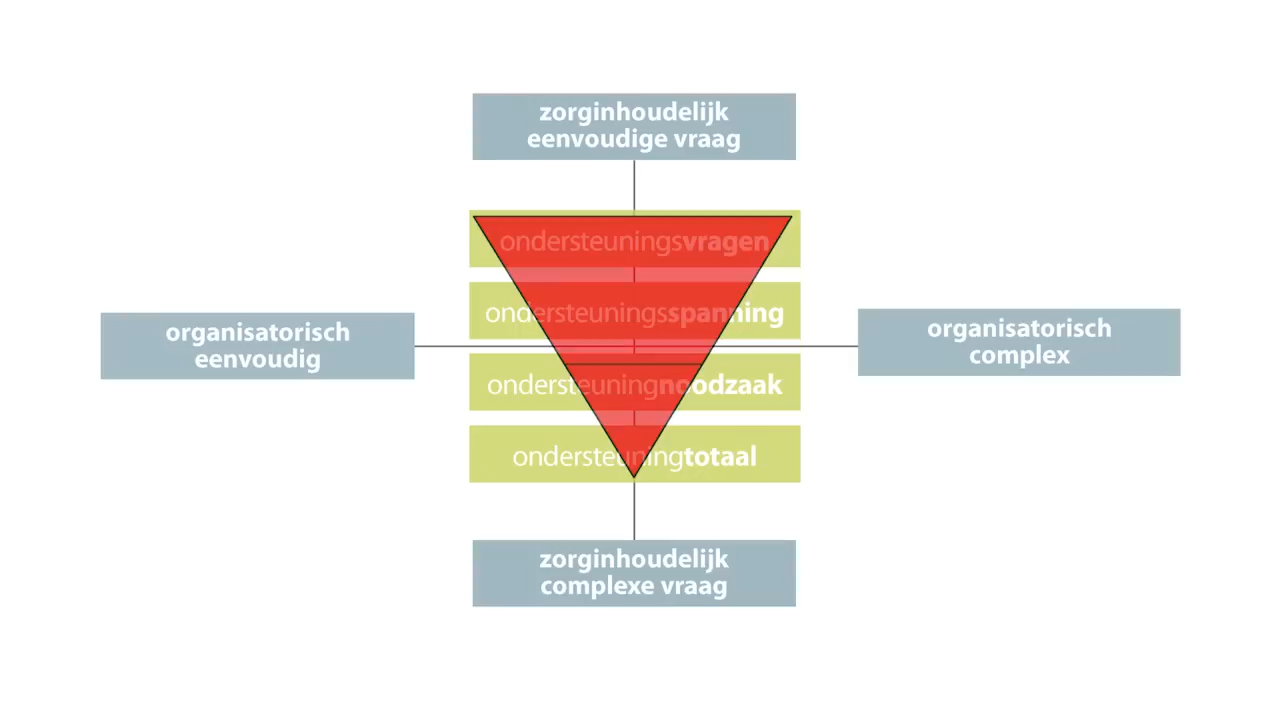 zorginhoudelijk
eenvoudige vraag
ondersteuningsvragen
ondersteuningsspanning
organisatorisch
eenvoudig
organisatorisch
complex
ondersteuningnoodzaak
ondersteuningtotaal
zorginhoudelijk
complexe vraag